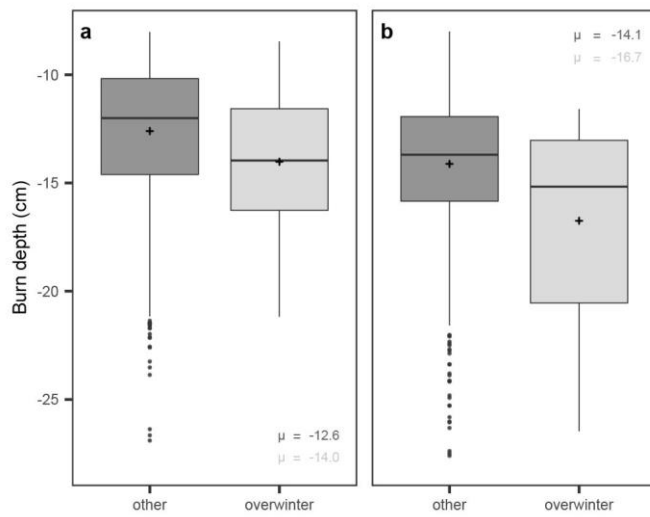 a
b
μ = -14.1
μ = -16.7
-10
-15
-20
-25
Burn depth (cm)
μ = -12.6
μ = -14.0
other
overwinter
other
overwinter